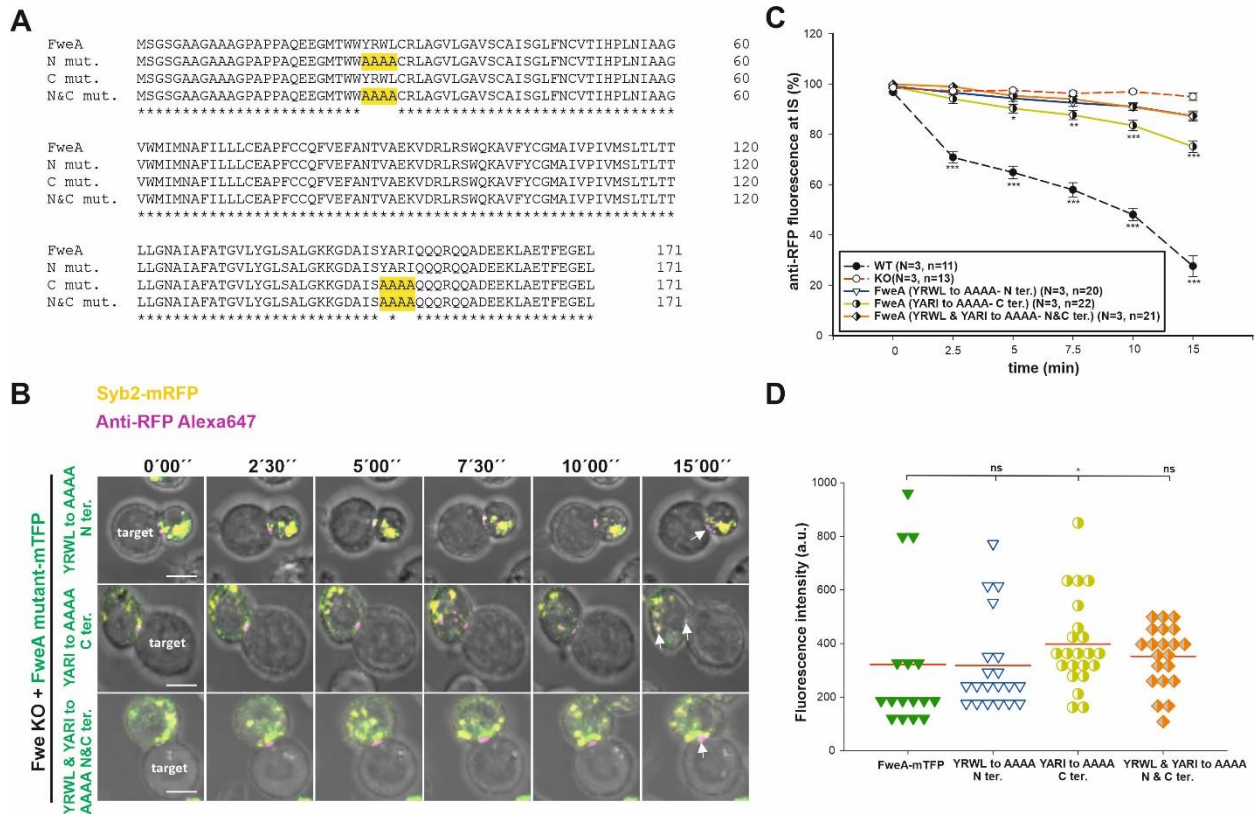 A
FweA MSGSGAAGAAAGPAPPAQEEGMTWWYRWLCRLAGVLGAVSCAISGLFNCVTIHPLNIAAG 60
N mut. MSGSGAAGAAAGPAPPAQEEGMTWWAAAACRLAGVLGAVSCAISGLFNCVTIHPLNIAAG 60
C mut. MSGSGAAGAAAGPAPPAQEEGMTWWYRWLCRLAGVLGAVSCAISGLFNCVTIHPLNIAAG 60
N&C mut. MSGSGAAGAAAGPAPPAQEEGMTWWAAAACRLAGVLGAVSCAISGLFNCVTIHPLNIAAG 60
*************************    *******************************
FweA VWMIMNAFILLLCEAPFCCQFVEFANTVAEKVDRLRSWQKAVFYCGMAIVPIVMSLTLTT 120
N mut. VWMIMNAFILLLCEAPFCCQFVEFANTVAEKVDRLRSWQKAVFYCGMAIVPIVMSLTLTT 120
C mut. VWMIMNAFILLLCEAPFCCQFVEFANTVAEKVDRLRSWQKAVFYCGMAIVPIVMSLTLTT 120
N&C mut. VWMIMNAFILLLCEAPFCCQFVEFANTVAEKVDRLRSWQKAVFYCGMAIVPIVMSLTLTT 120
************************************************************
FweA LLGNAIAFATGVLYGLSALGKKGDAISYARIQQQRQQADEEKLAETFEGEL 171
N mut. LLGNAIAFATGVLYGLSALGKKGDAISYARIQQQRQQADEEKLAETFEGEL 171
C mut. LLGNAIAFATGVLYGLSALGKKGDAISAAAAQQQRQQADEEKLAETFEGEL 171
N&C mut. LLGNAIAFATGVLYGLSALGKKGDAISAAAAQQQRQQADEEKLAETFEGEL 171
*************************** *  ********************
B
Syb2-mRFP
Anti-RFP Alexa647
0´00´´ 2´30´´ 5´00´´ 7´30´´ 10´00´´ 15´00´´
Fwe KO + FweA mutant-mTFP
YRWL to AAAA
N ter.
target
YARI to AAAA
C ter.
target
YRWL & YARI to
AAAA N&C ter.
target
C
anti-RFP fluorescence at IS (%)
120
100
80
60
40
20
0
* ** *** ***
*** *** *** *** ***
WT (N=3, n=11)
KO(N=3, n=13)
FweA (YRWL to AAAA- N ter.) (N=3, n=20)
FweA (YARI to AAAA- C ter.) (N=3, n=22)
FweA (YRWL & YARI to AAAA- N&C ter.) (N=3, n=21)
0 2.5 5 7.5 10 15
time (min)
D
ns * ns
Fluorescence intensity (a.u.)
1000
800
600
400
200
0
FweA-mTFP
YRWL to AAAA
N ter.
YARI to AAAA
C ter.
YRWL & YARI to AAAA
N & C ter.